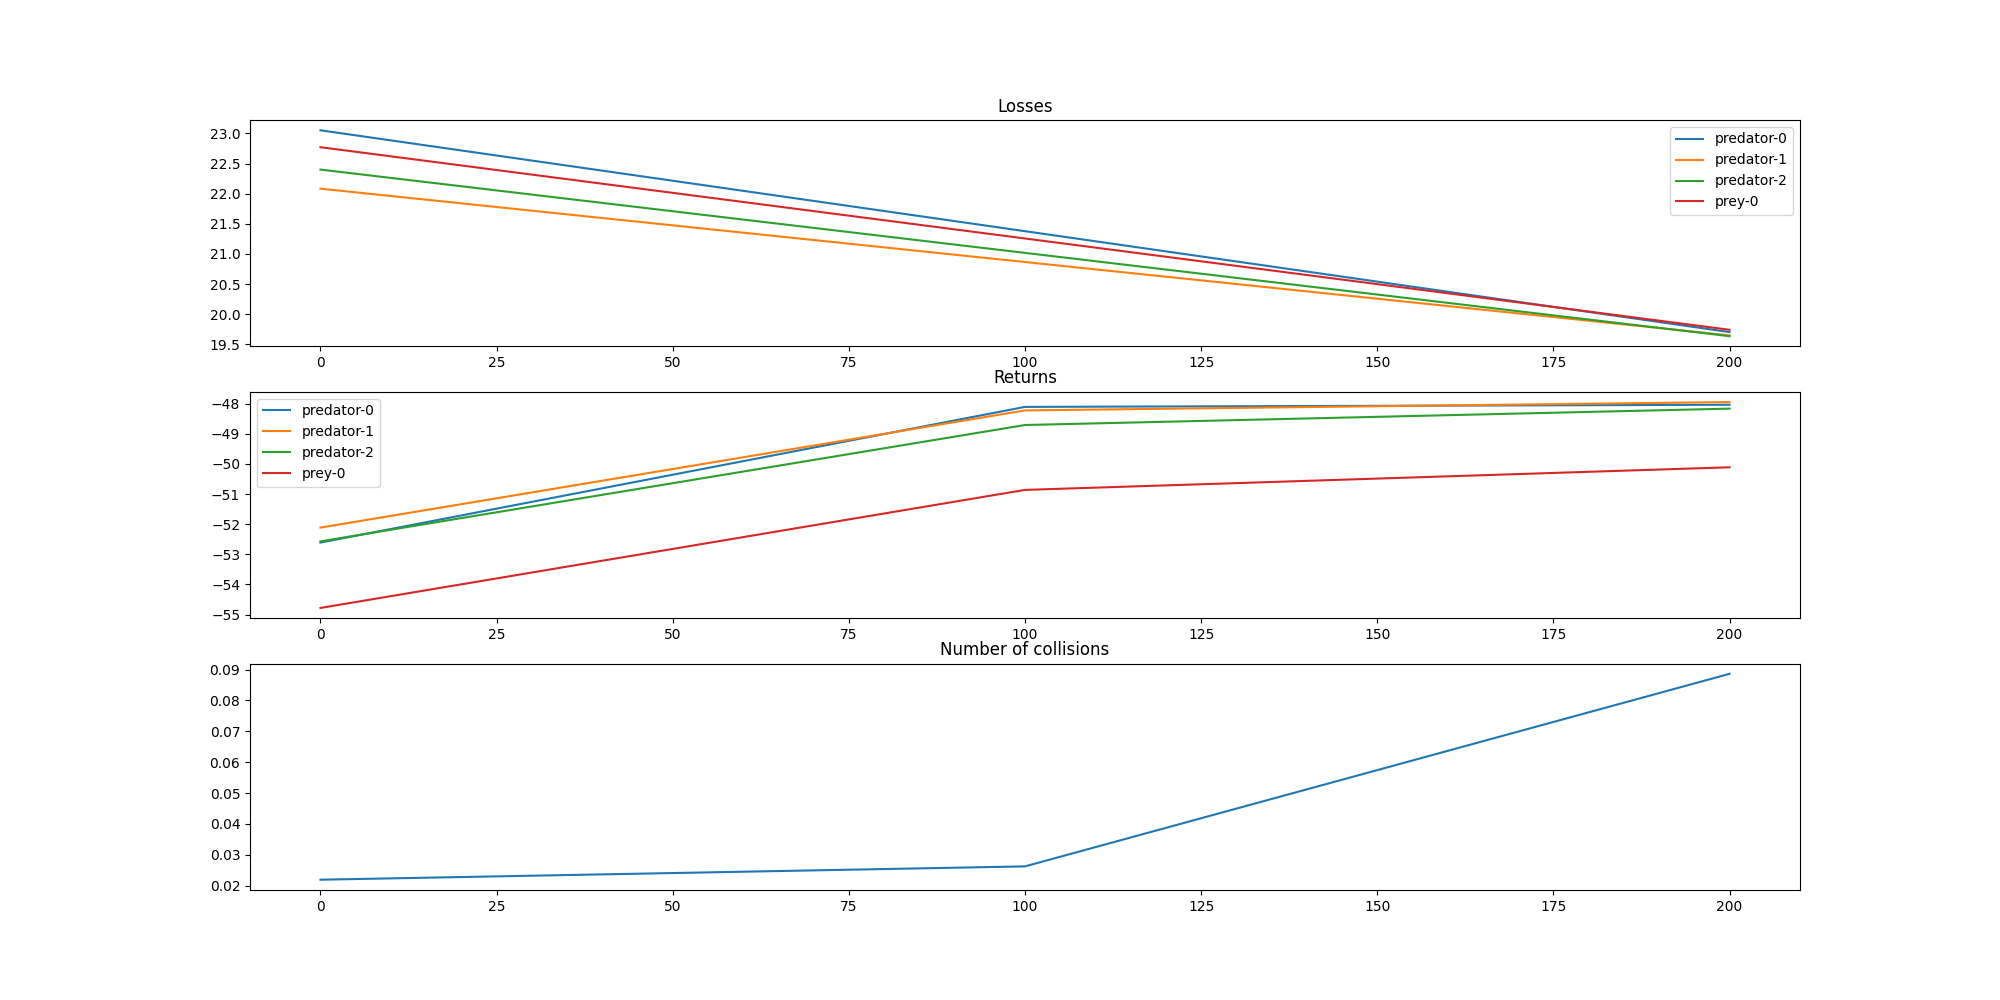 Losses
23.0
22.5
22.0
21.5
21.0
20.5
20.0
19.5
predator-0
predator-1
predator-2
prey-0
0 25 50 75 100 125 150 175 200
Returns
−48
−49
−50
−51
−52
−53
−54
−55
predator-0
predator-1
predator-2
prey-0
0 25 50 75 100 125 150 175 200
Number of collisions
0.09
0.08
0.07
0.06
0.05
0.04
0.03
0.02
0 25 50 75 100 125 150 175 200